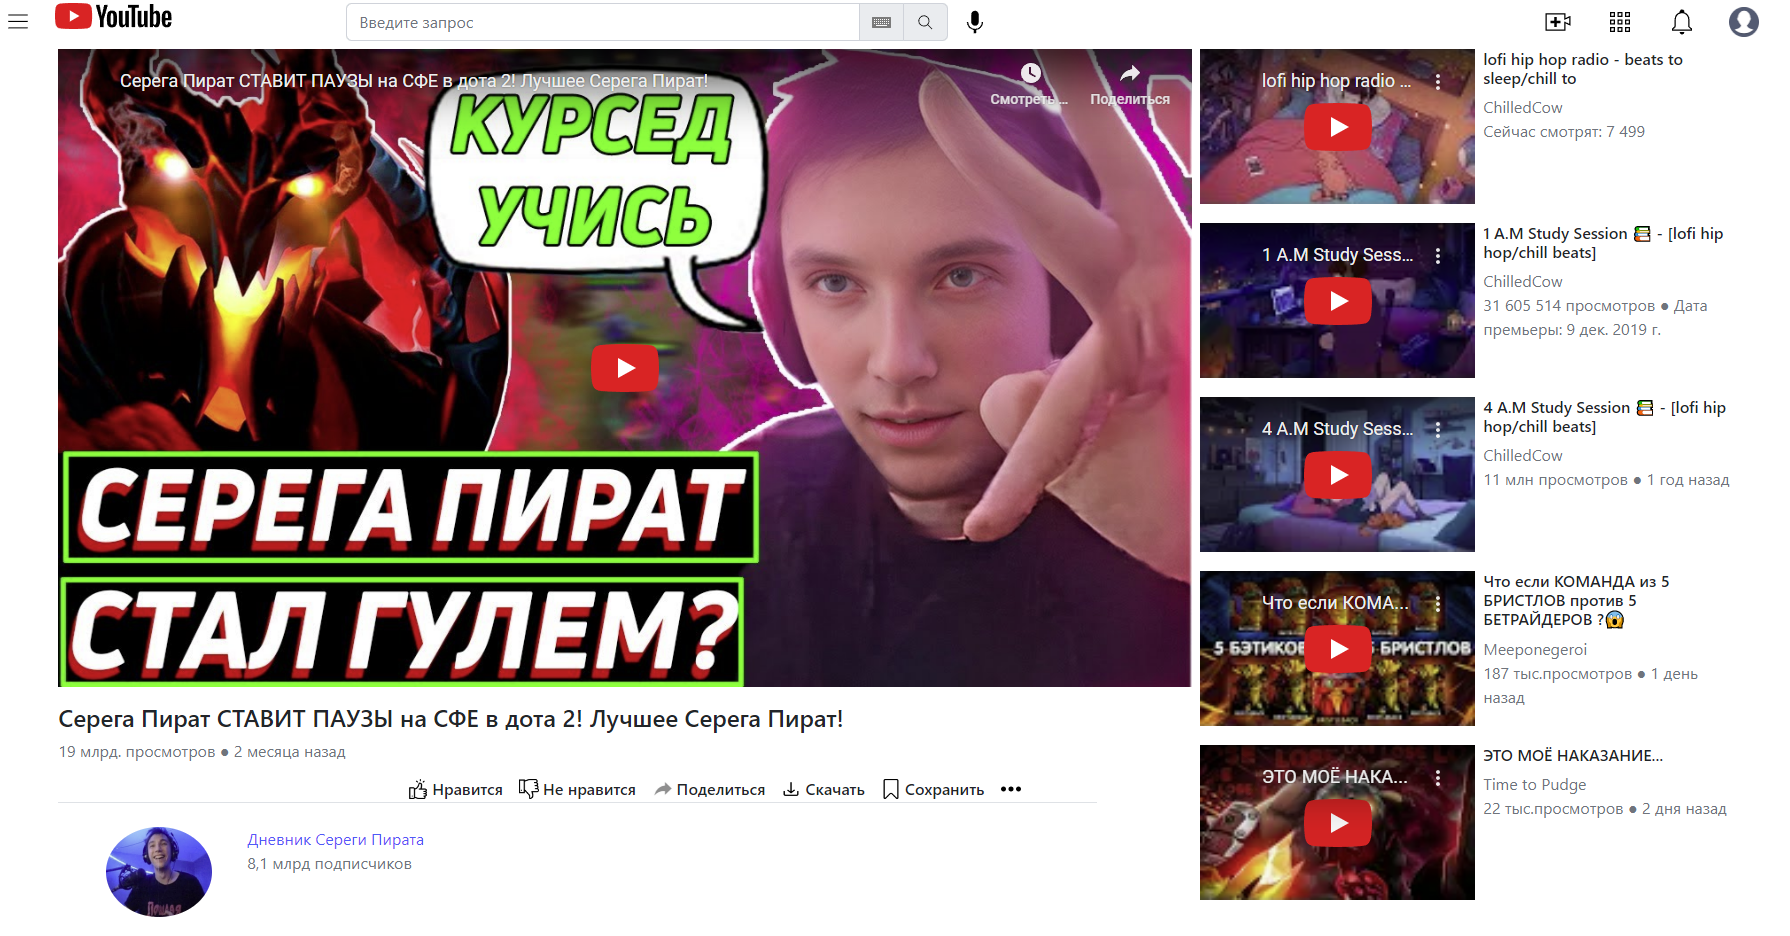 YouTube
Введите запрос
Серега Пират СТАВИТ ПАУЗЫ на СФЕ в дота 2! Лучшее Серега Пират!
Смотреть...
Поделиться
КУРСЕД
УЧИСЬ
СЕРЕГА ПИРАТ
СТАЛ ГУЛЕМ?
Серега Пират СТАВИТ ПАУЗЫ на СФЕ в дота 2! Лучшее Серега Пират!
19 млрд. просмотров ● 2 месяца назад
Нравится Не нравится Поделиться Скачать Сохранить
Дневник Сереги Пирата
8,1 млрд подписчиков
lofi hip hop radio ...
lofi hip hop radio - beats to
sleep/chill to
ChilledCow
Сейчас смотрят: 7 499
1 A.M Study Sess...
1 A.M Study Session 📚 - [lofi hip
hop/chill beats]
ChilledCow
31 605 514 просмотров ● Дата
премьеры: 9 дек. 2019 г.
4 A.M Study Sess...
4 A.M Study Session 📚 - [lofi hip
hop/chill beats]
ChilledCow
11 млн просмотров ● 1 год назад
Что если КОМА...
5 БЭТИКОВ 5 БРИСТЛОВ
Что если КОМАНДА из 5
БРИСТЛОВ против 5
БЕТРАЙДЕРОВ ?😱
Meeponegeroi
187 тыс.просмотров ● 1 день
назад
ЭТО МОЁ НАКА...
ЭТО МОЁ НАКАЗАНИЕ...
Time to Pudge
22 тыс.просмотров ● 2 дня назад